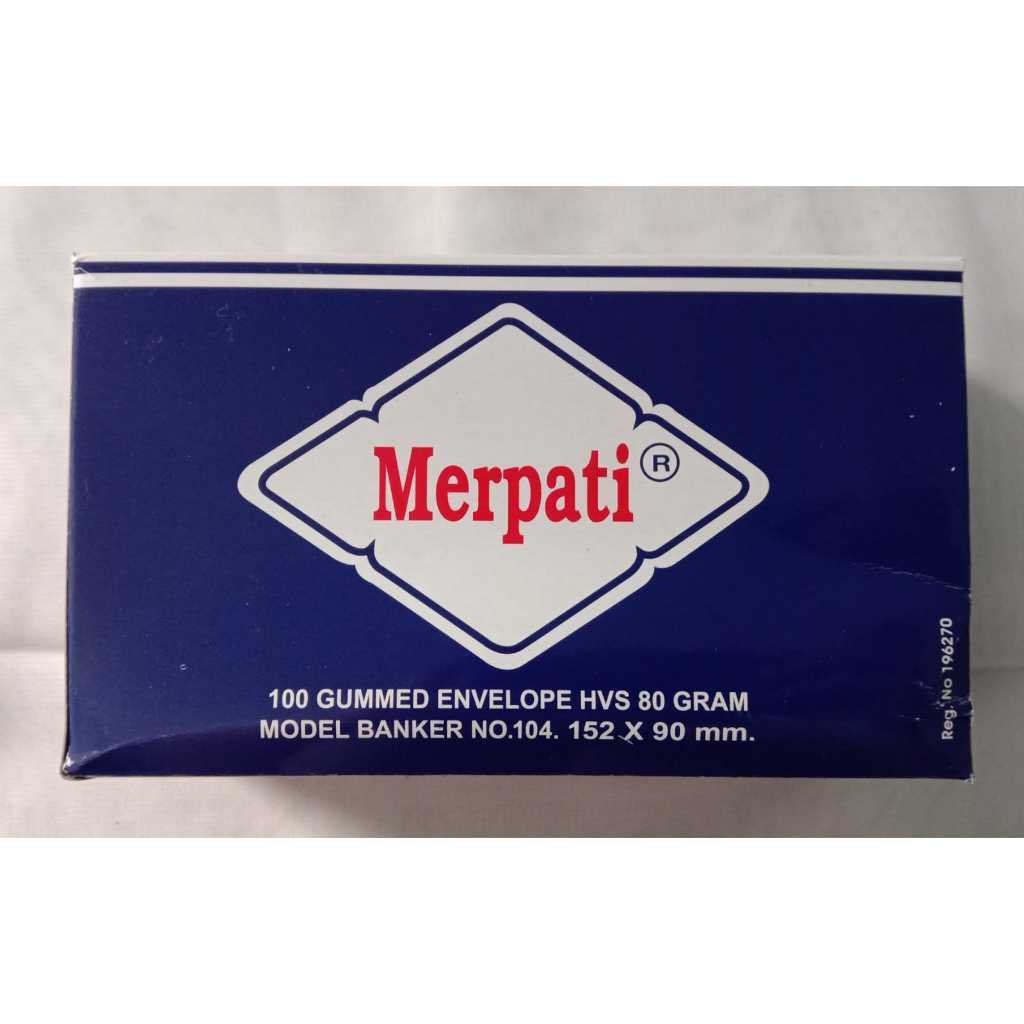 Merpati ®
100 GUMMED ENVELOPE HVS 80 GRAM
MODEL BANKER NO.104. 152 X 90 mm.
Reg. No 196270